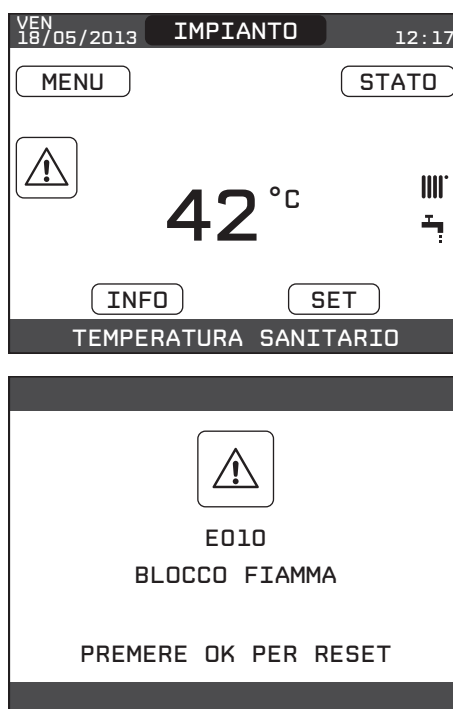 VEN
18/05/2013 IMPIANTO 12:17
MENU STATO
42 °C
INFO SET
TEMPERATURA SANITARIO
E010
BLOCCO FIAMMA
PREMERE OK PER RESET